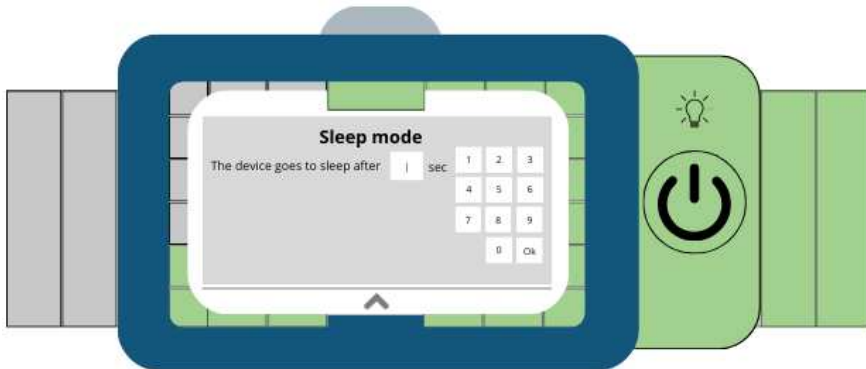 Sleep mode
The device goes to sleep after | sec
1 2 3
4 5 6
7 8 9
0 Ok